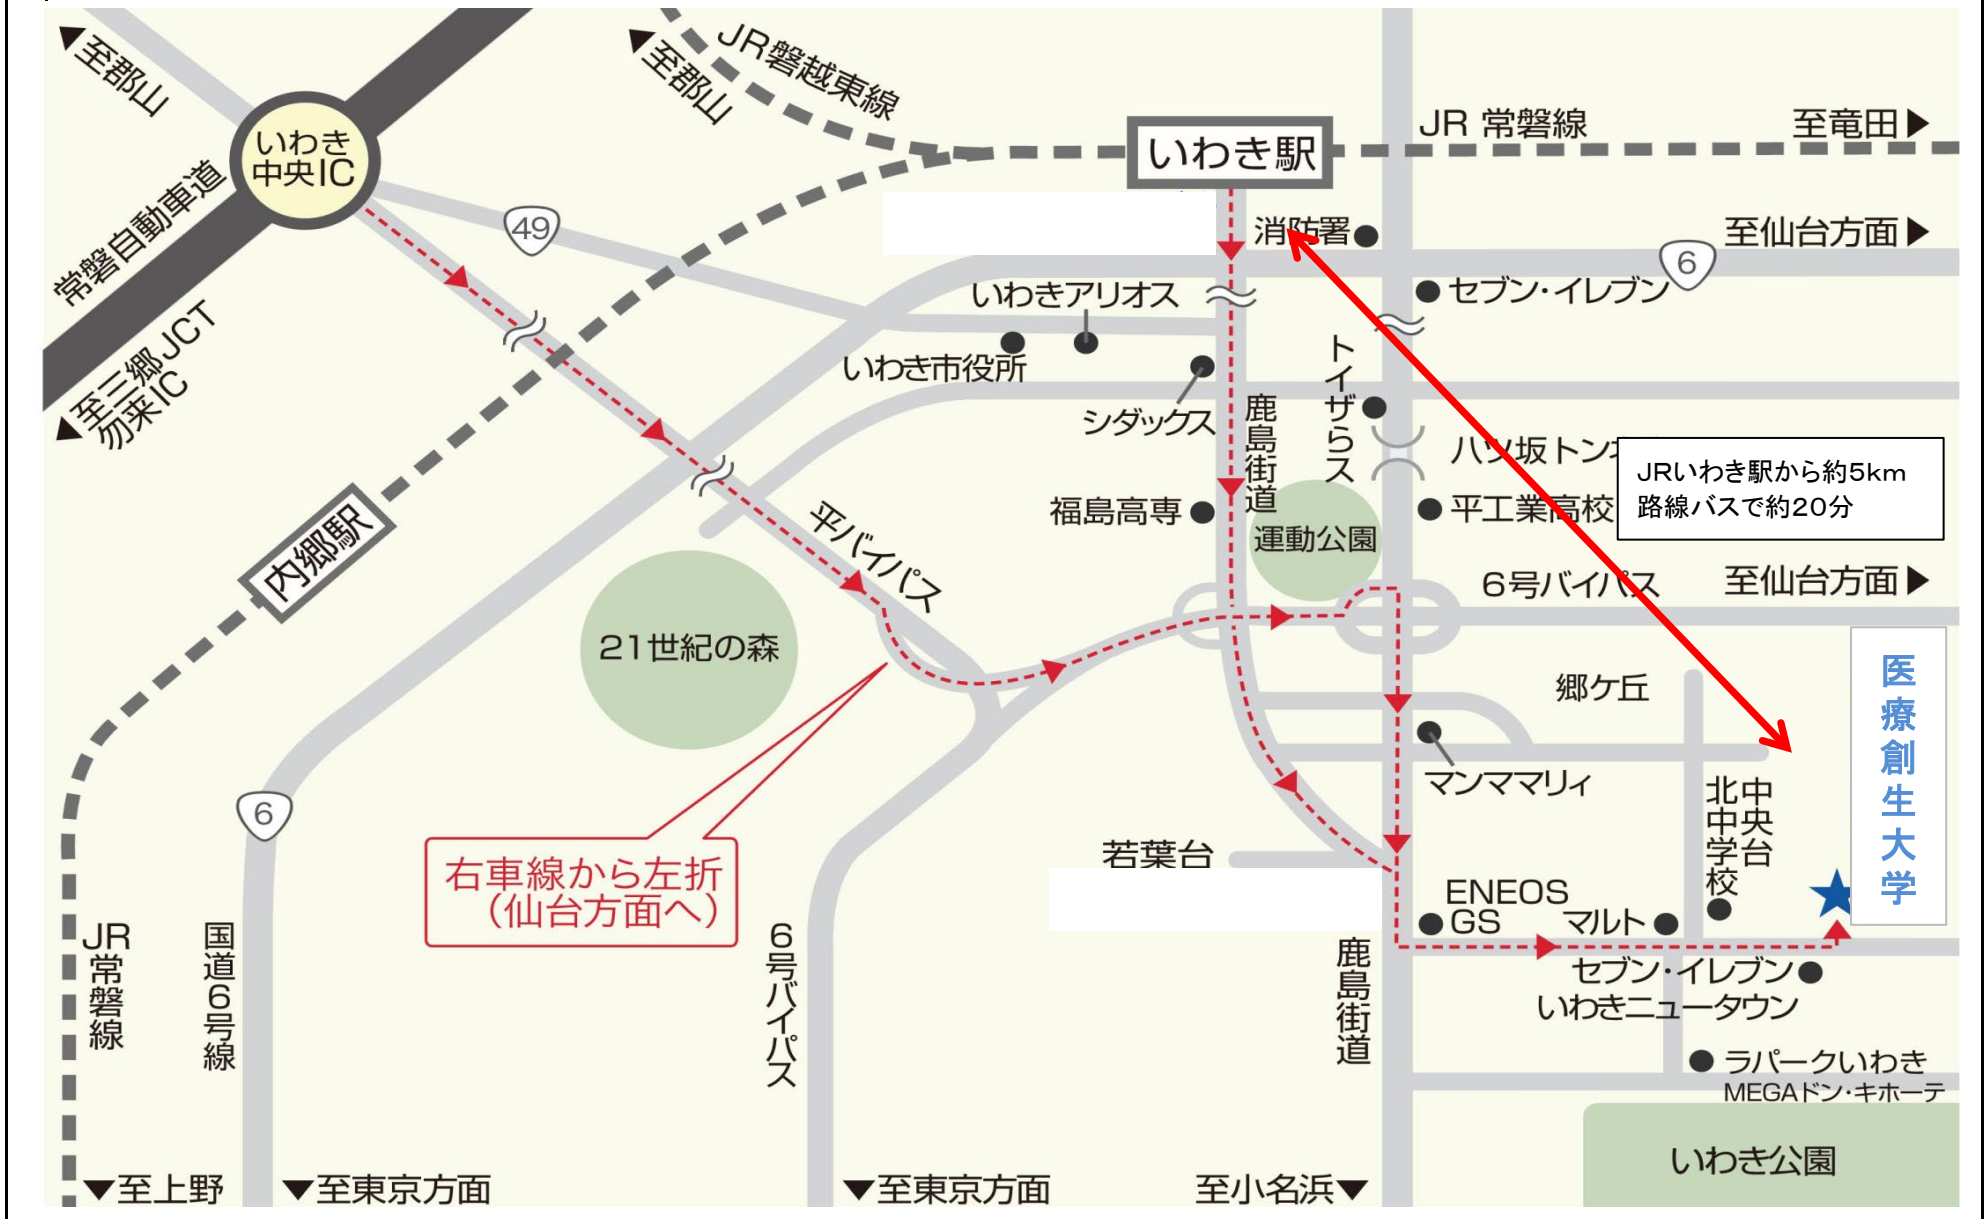 至郡山
いわき
中央IC
常磐自動車道
至三郷JCT
勿来IC
49
至郡山
JR磐越東線
いわき駅
JR 常磐線
至竜田
消防署
至仙台方面
6
セブン・イレブン
いわきアリオス
いわき市役所
シダックス
鹿島街道
トイザらス
八ツ坂トン
JRいわき駅から約5km
路線バスで約20分
福島高専
運動公園
平工業高校
6号バイパス
至仙台方面
内郷駅
平バイパス
21世紀の森
郷ケ丘
マンママリィ
医療創生大学
中央台
北中学校
若葉台
右車線から左折
(仙台方面へ)
6
ENEOS
GS
マルト
セブン・イレブン
いわきニュータウン
JR常磐線
国道6号線
6号バイパス
鹿島街道
ラパークいわき
MEGAドン・キホーテ
いわき公園
至上野
至東京方面
至東京方面
至小名浜